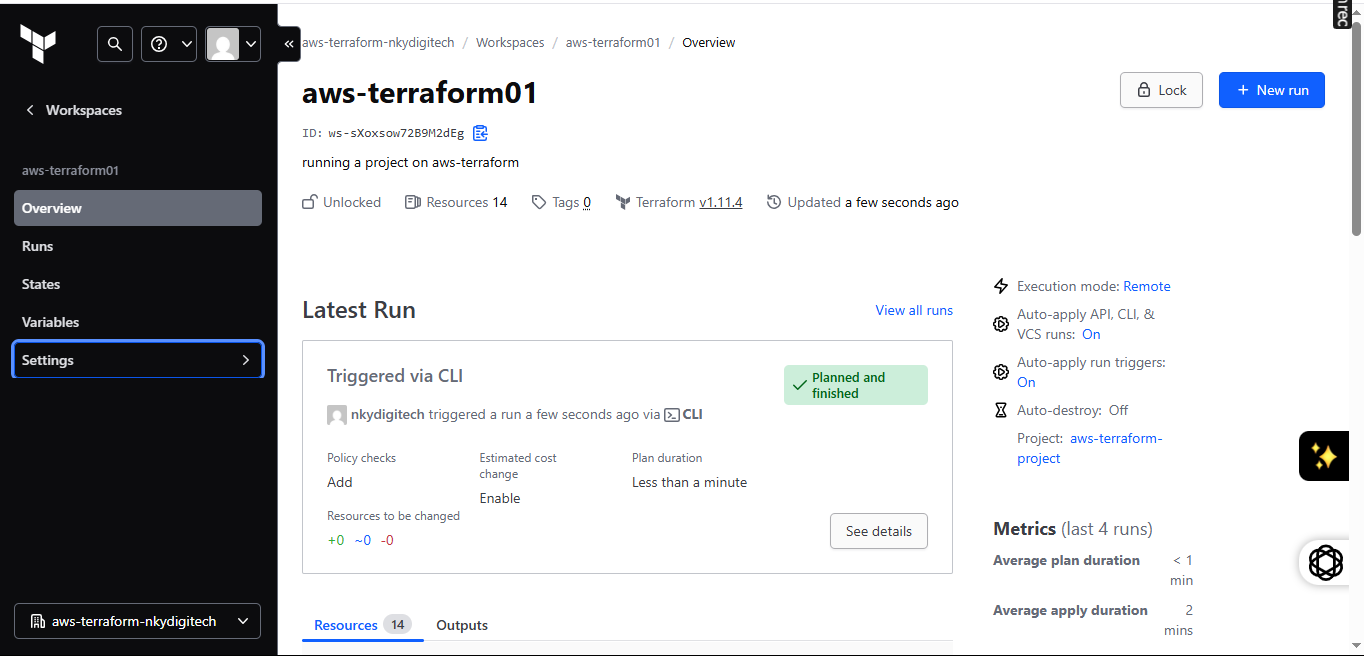 Workspaces
aws-terraform01
Overview
Runs
States
Variables
Settings
aws-terraform-nkydigitech
«
aws-terraform-nkydigitech / Workspaces / aws-terraform01 / Overview
aws-terraform01
Lock
+ New run
ID: ws-sXoxsow72B9M2dEg
running a project on aws-terraform
Unlocked Resources 14 Tags 0 Terraform v1.11.4 Updated a few seconds ago
Latest Run
View all runs
Triggered via CLI
Planned and
finished
nkydigitech triggered a run a few seconds ago via CLI
Policy checks
Add
Estimated cost
change
Enable
Plan duration
Less than a minute
Resources to be changed
+0 ~0 -0
See details
Resources 14 Outputs
Execution mode: Remote
Auto-apply API, CLI, &
VCS runs: On
Auto-apply run triggers:
On
Auto-destroy: Off
Project: aws-terraform-
project
Metrics (last 4 runs)
Average plan duration < 1
min
Average apply duration 2
mins